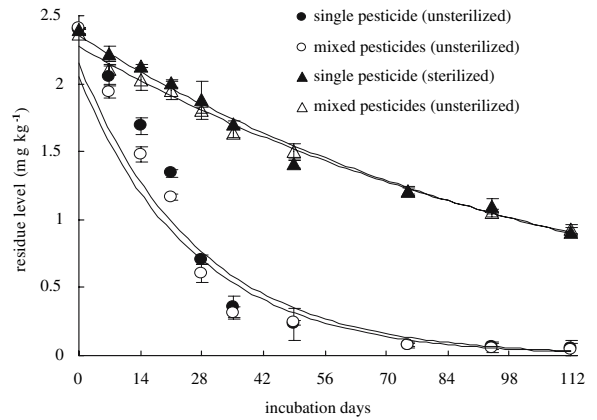 2.5
2
1.5
1
0.5
0
residue level (mg kg-1)
single pesticide (unsterilized)
mixed pesticides (unsterilized)
single pesticide (sterilized)
mixed pesticides (unsterilized)
0 14 28 42 56 70 84 98 112
incubation days